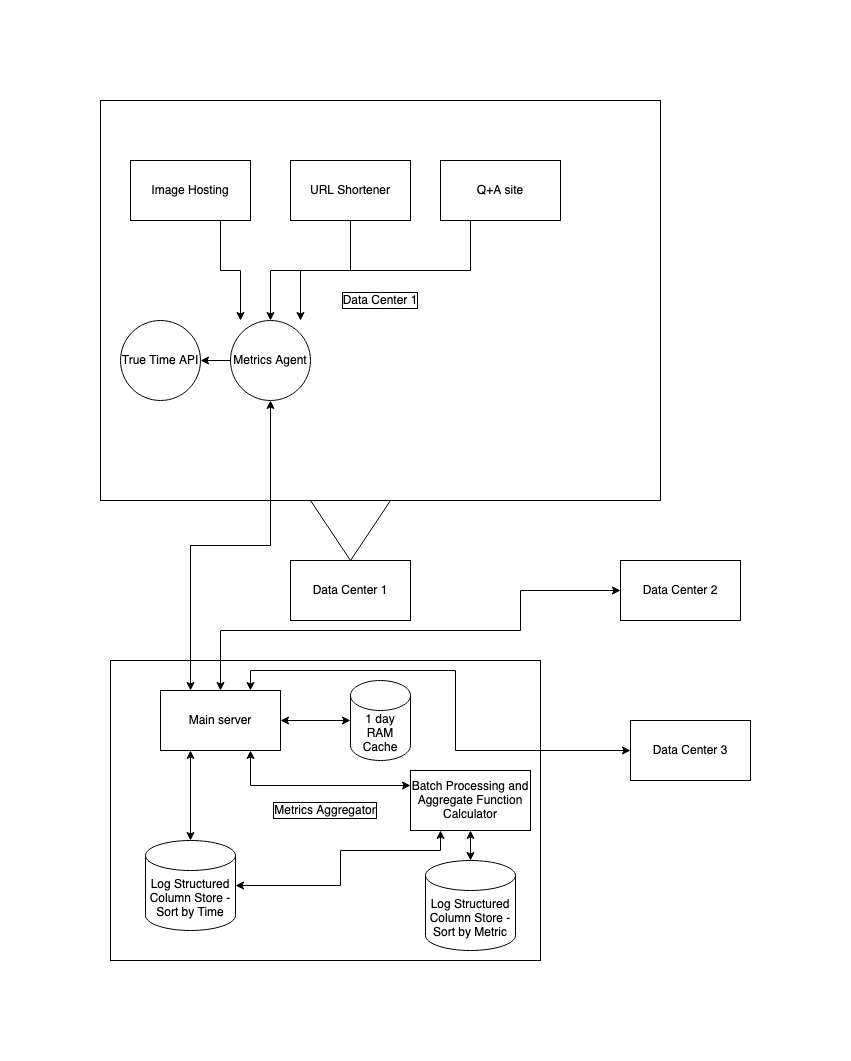 Image Hosting
URL Shortener
Q+A site
Data Center 1
True Time API
Metrics Agent
Data Center 1
Data Center 2
Main server
1 day
RAM
Cache
Data Center 3
Batch Processing and
Aggregate Function
Calculator
Metrics Aggregator
Log Structured
Column Store -
Sort by Time
Log Structured
Column Store -
Sort by Metric